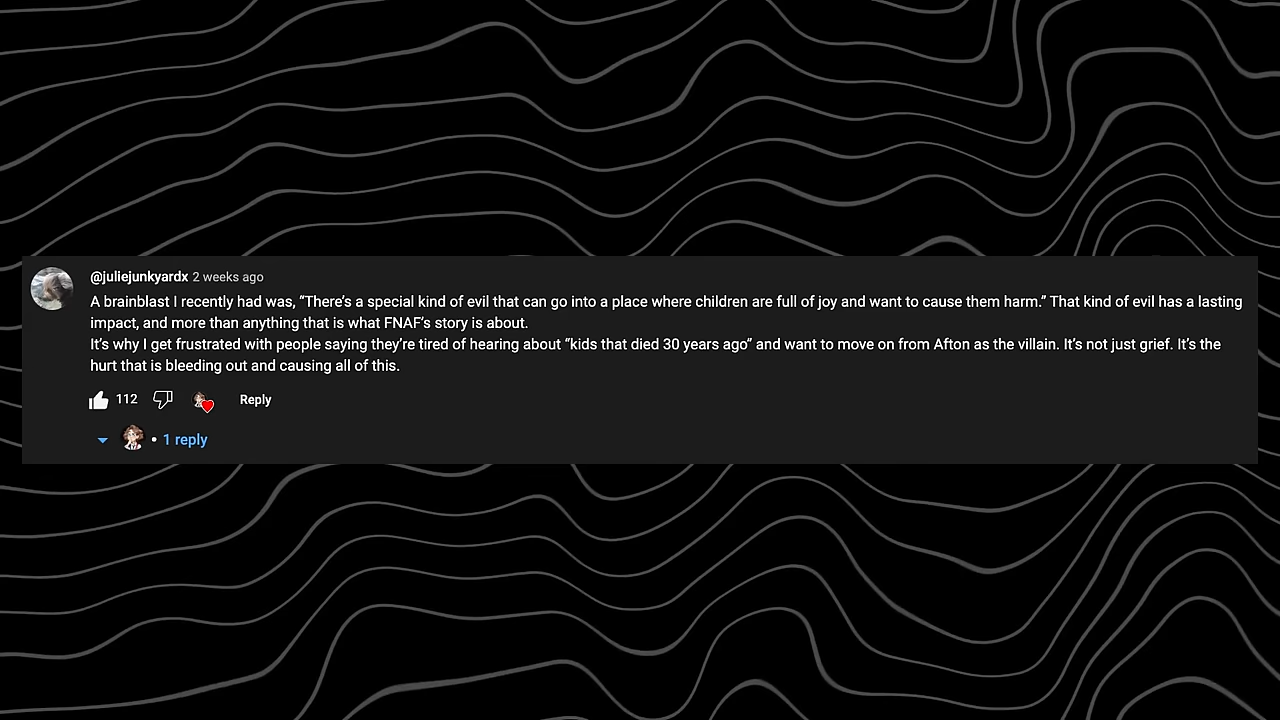 @juliejunkyardx 2 weeks ago
A brainblast I recently had was, “There’s a special kind of evil that can go into a place where children are full of joy and want to cause them harm.” That kind of evil has a lasting
impact, and more than anything that is what FNAF’s story is about.
It’s why I get frustrated with people saying they’re tired of hearing about “kids that died 30 years ago” and want to move on from Afton as the villain. It’s not just grief. It’s the
hurt that is bleeding out and causing all of this.
112 Reply
• 1 reply